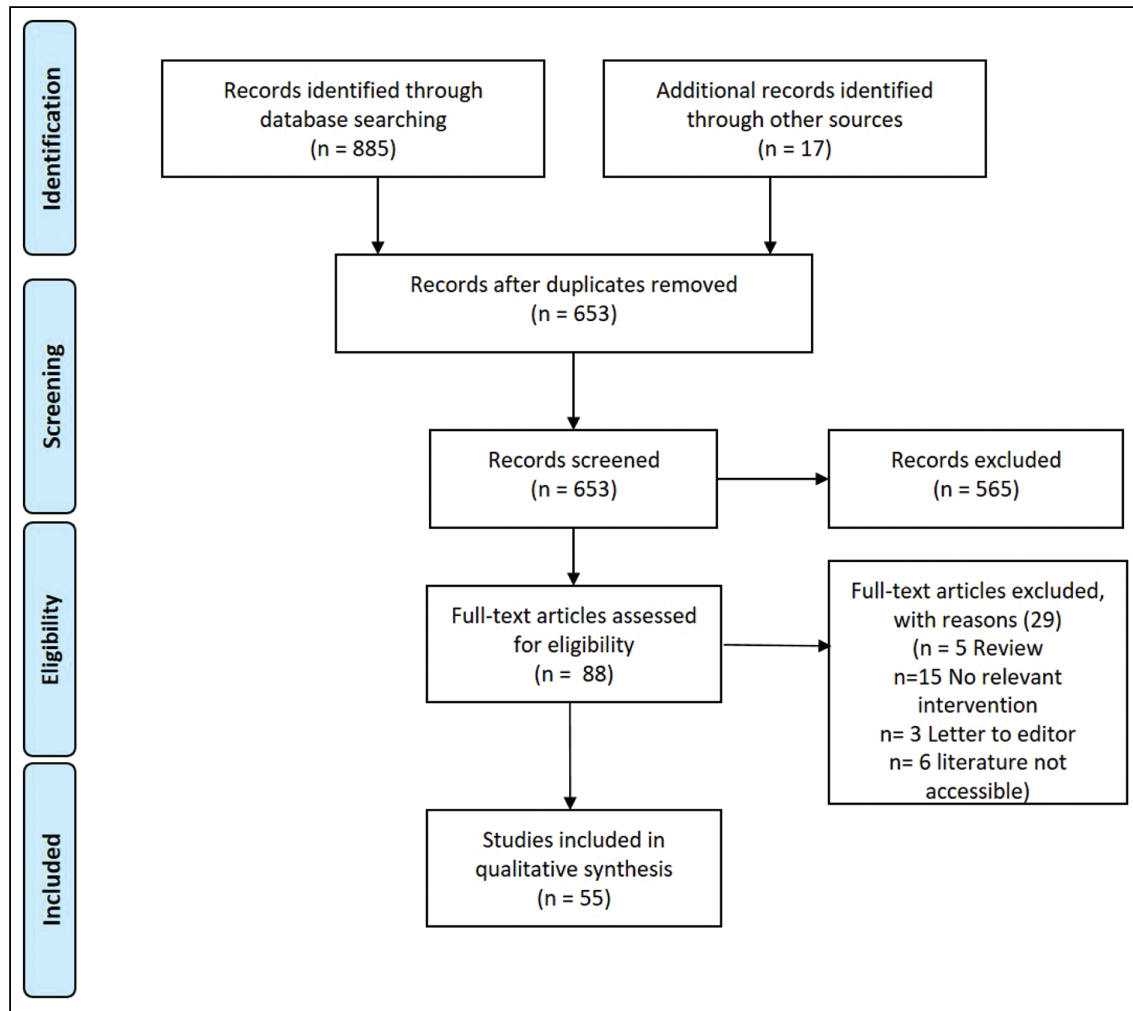 Identification
Records identified through
database searching
(n = 885)
Additional records identified
through other sources
(n = 17)
Records after duplicates removed
(n = 653)
Screening
Records screened
(n = 653)
Records excluded
(n = 565)
Eligibility
Full-text articles assessed
for eligibility
(n = 88)
Full-text articles excluded,
with reasons (29)
(n = 5 Review
n=15 No relevant
intervention
n= 3 Letter to editor
n= 6 literature not
accessible)
Included
Studies included in
qualitative synthesis
(n = 55)